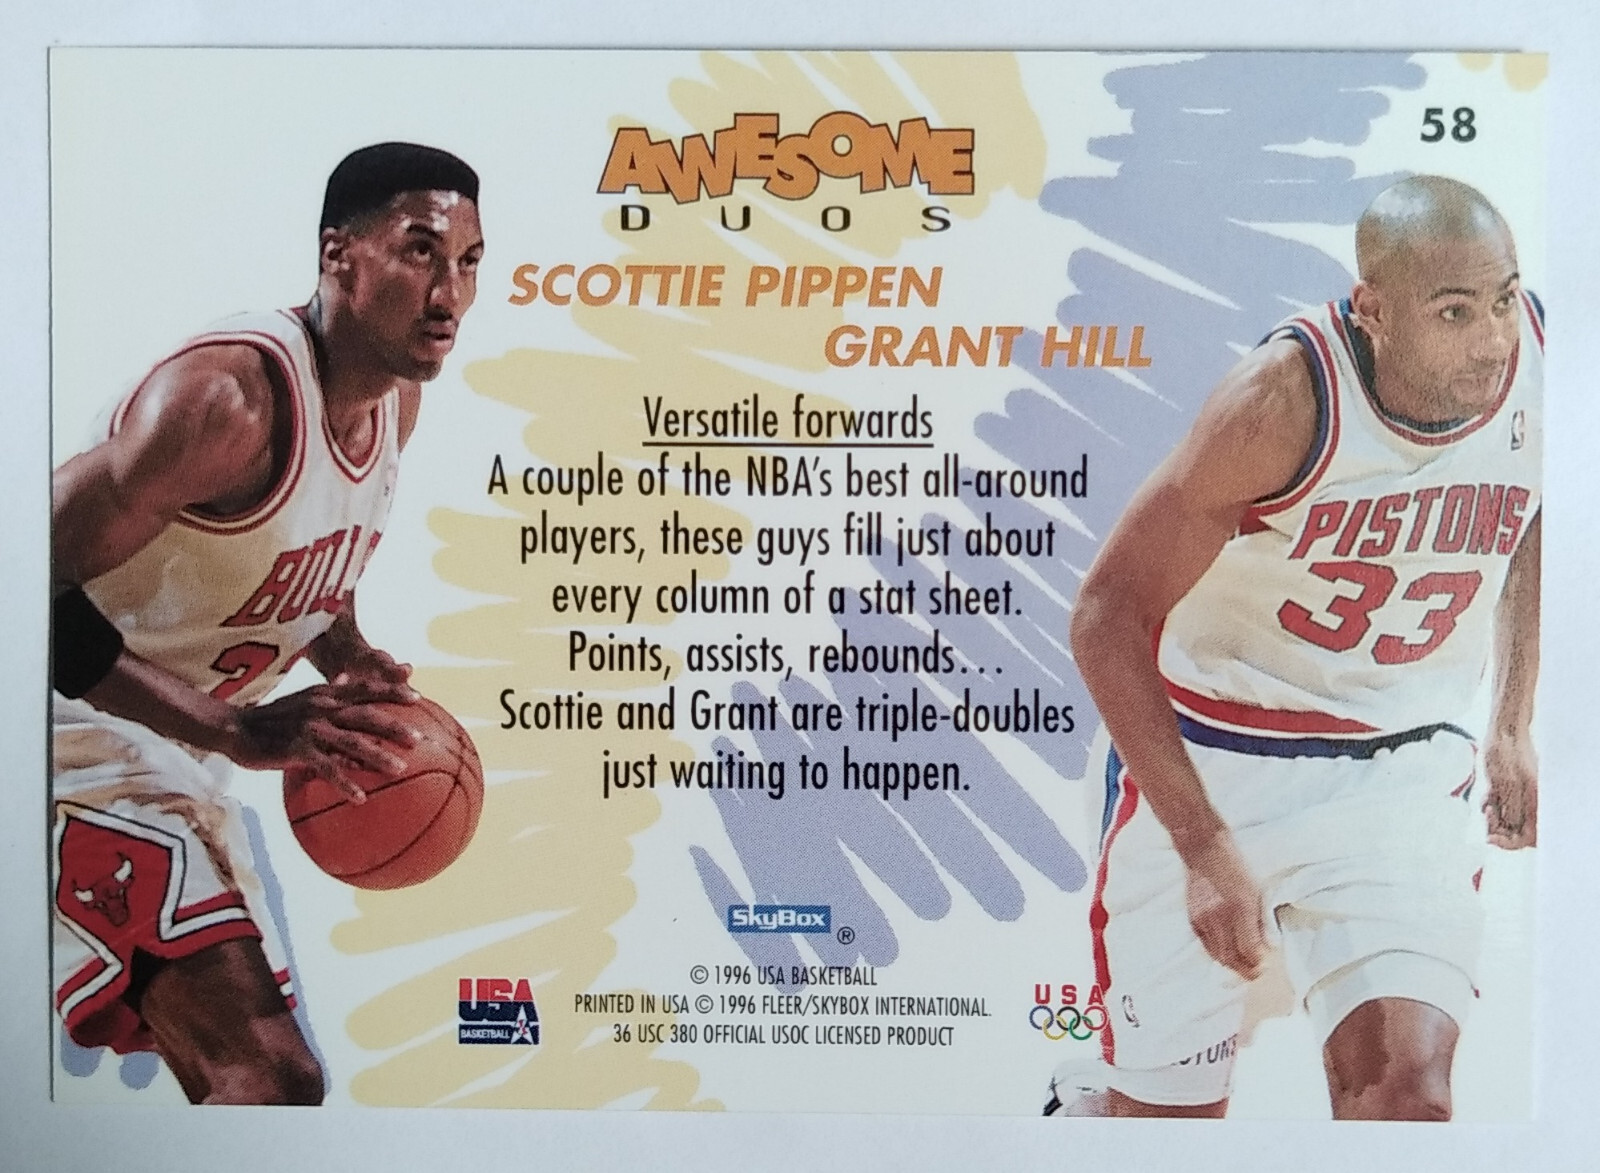 58
AWESOME
DUOS
SCOTTIE PIPPEN
GRANT HILL
Versatile forwards
A couple of the NBA's best all-around
players, these guys fill just about
every column of a stat sheet.
Points, assists, rebounds...
Scottie and Grant are triple-doubles
just waiting to happen.
BULL
PISTONS
33
SkyBox
®
© 1996 USA BASKETBALL
PRINTED IN USA © 1996 FLEER/SKYBOX INTERNATIONAL.
36 USC 380 OFFICIAL USOC LICENSED PRODUCT
USA
BASKETBALL
USA